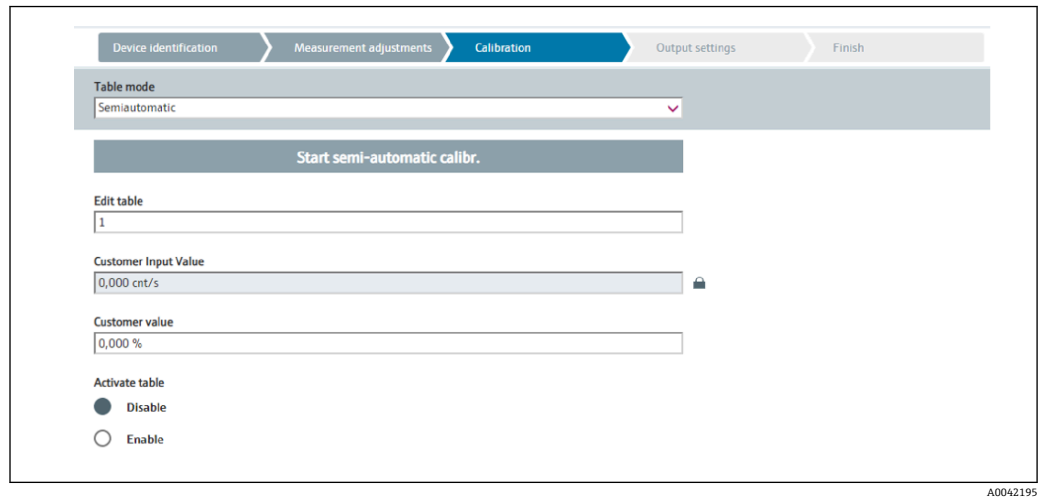 Device identification
Measurement adjustments
Calibration
Output settings
Finish
Table mode
Semiautomatic
Start semi-automatic calibr.
Edit table
1
Customer Input Value
0,000 cnt/s
Customer value
0,000 %
Activate table
Disable
Enable
A0042195